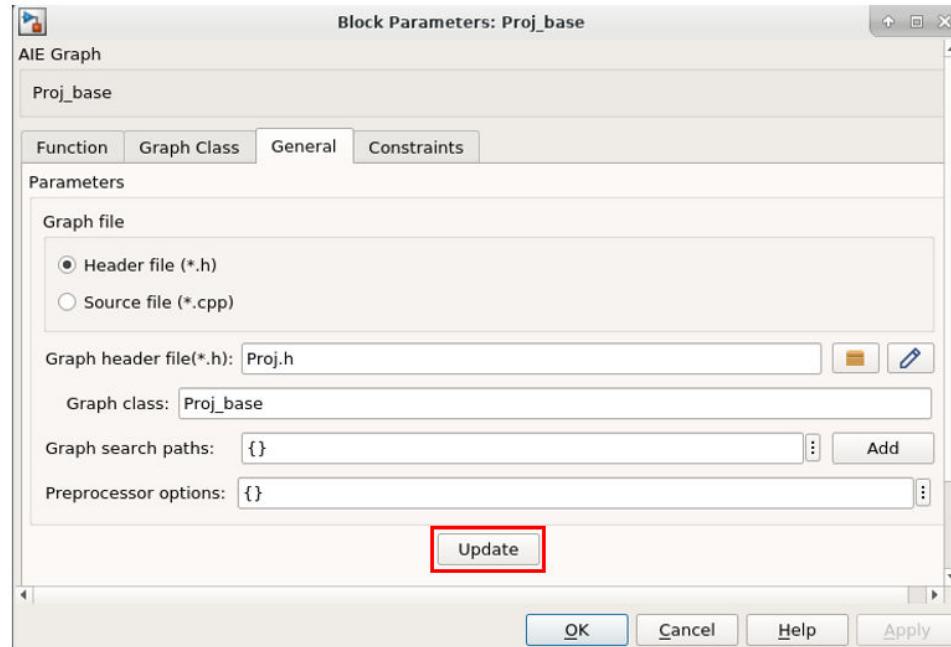 Block Parameters: Proj_base
AIE Graph
Proj_base
Function Graph Class General Constraints
Parameters
Graph file
Header file (*.h)
Source file (*.cpp)
Graph header file(*.h): Proj.h
Graph class: Proj_base
Graph search paths: {} Add
Preprocessor options: {}
Update
OK Cancel Help Apply